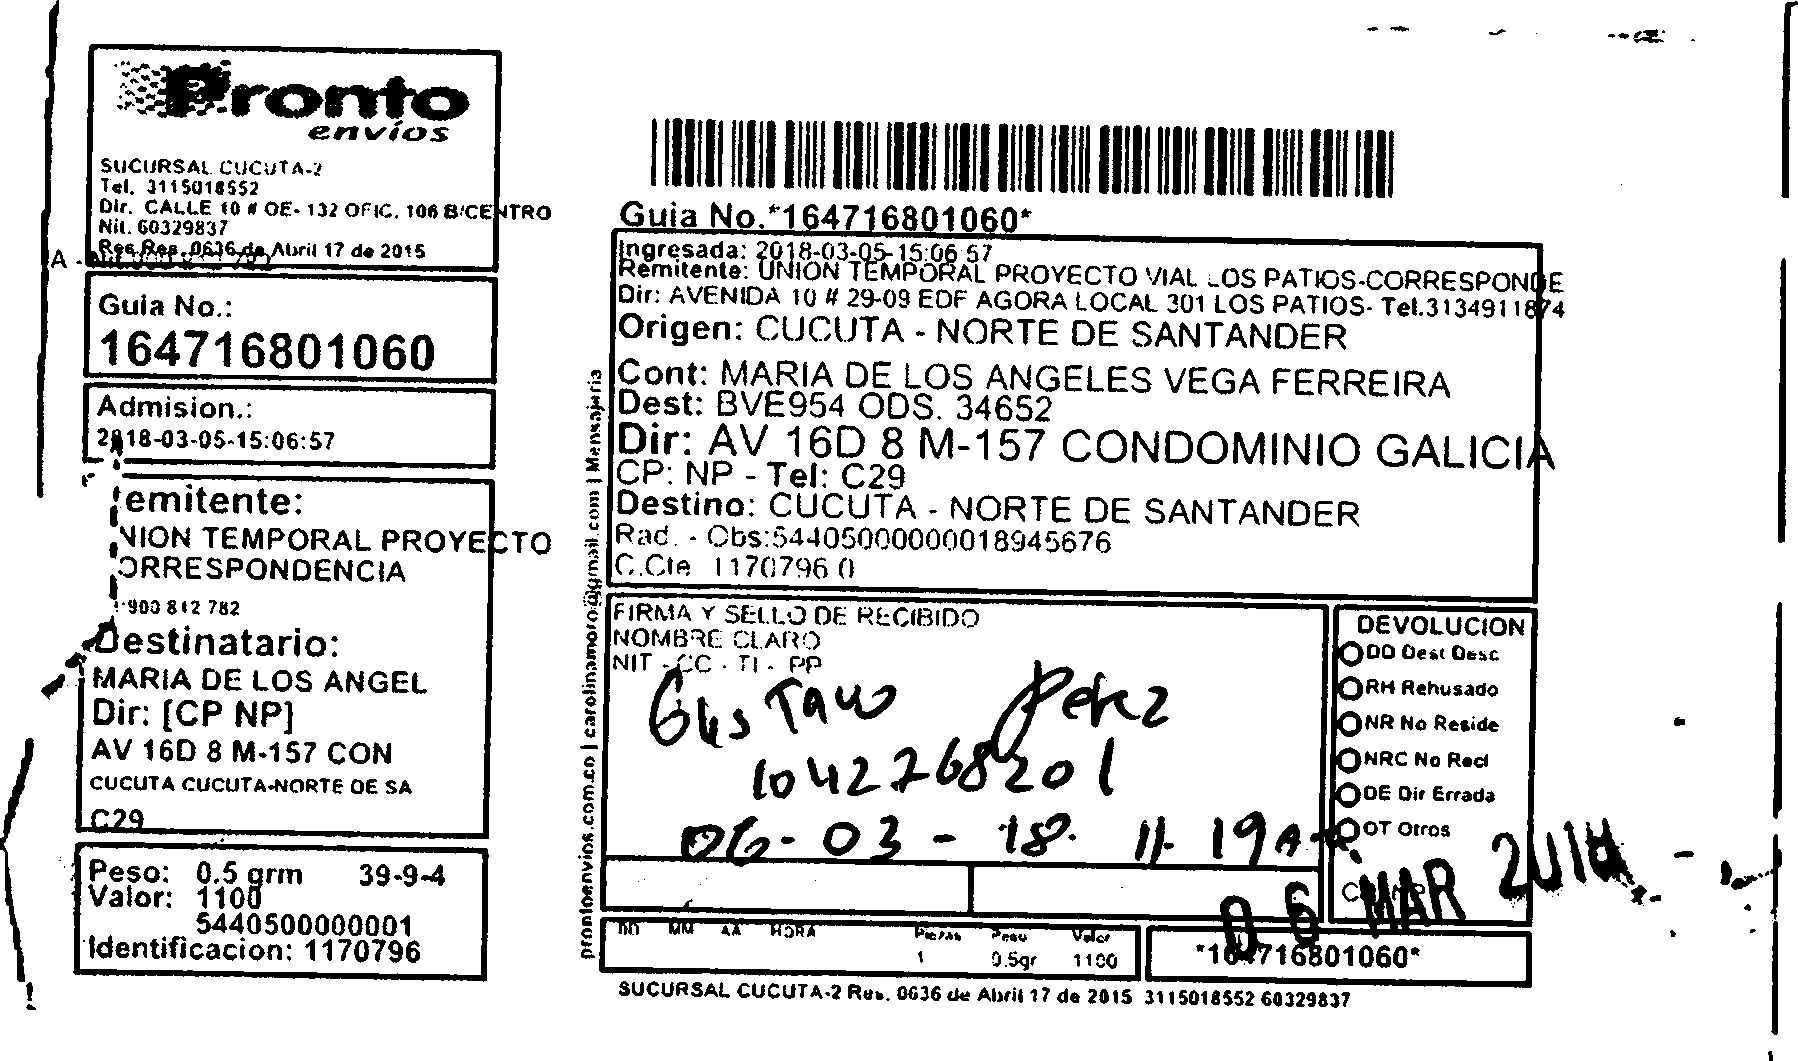 Pronto
envíos
SUCURSAL CUCUTA-2
Tel. 3115018552
Dir. CALLE 10 # OE- 132 OFIC. 106 B/CENTRO
Nit. 60329837
Res.Res. 0636 de Abril 17 de 2015
Guia No.:
164716801060
Admision.:
2018-03-05-15:06:57
emitente:
NION TEMPORAL PROYECTO
ORRESPONDENCIA
900 812 782
Destinatario:
MARIA DE LOS ANGEL
Dir: [CP NP]
AV 16D 8 M-157 CON
CUCUTA CUCUTA-NORTE DE SA
C29
Peso: 0.5 grm 39-9-4
Valor: 1100
5440500000001
Identificacion: 1170796
prontoenvios.com.co | carolinamoro@gmail.com | Mensajeria
Guia No.*164716801060*
Ingresada: 2018-03-05-15:06:57
Remitente: UNION TEMPORAL PROYECTO VIAL LOS PATIOS-CORRESPONDE
Dir: AVENIDA 10 # 29-09 EDF AGORA LOCAL 301 LOS PATIOS- Tel.3134911874
Origen: CUCUTA - NORTE DE SANTANDER
Cont: MARIA DE LOS ANGELES VEGA FERREIRA
Dest: BVE954 ODS. 34652
Dir: AV 16D 8 M-157 CONDOMINIO GALICIA
CP: NP - Tel: C29
Destino: CUCUTA - NORTE DE SANTANDER
Rad. - Obs:544050000000018945676
C.Cte 1170796 0
FIRMA Y SELLO DE RECIBIDO
NOMBRE CLARO
NIT - CC - TI - PP
Gustavo Perez
1042768201
06-03-18. 11-19 A
DEVOLUCION
DD Dest Desc
RH Rehusado
NR No Reside
NRC No Recl
DE Dir Errada
OT Otros
06 MAR 2018
DD MM AA HORA Piezas Peso Valor
1 0.5gr 1100
*164716801060*
SUCURSAL CUCUTA-2 Res. 0636 de Abril 17 de 2015 3115018552 60329837